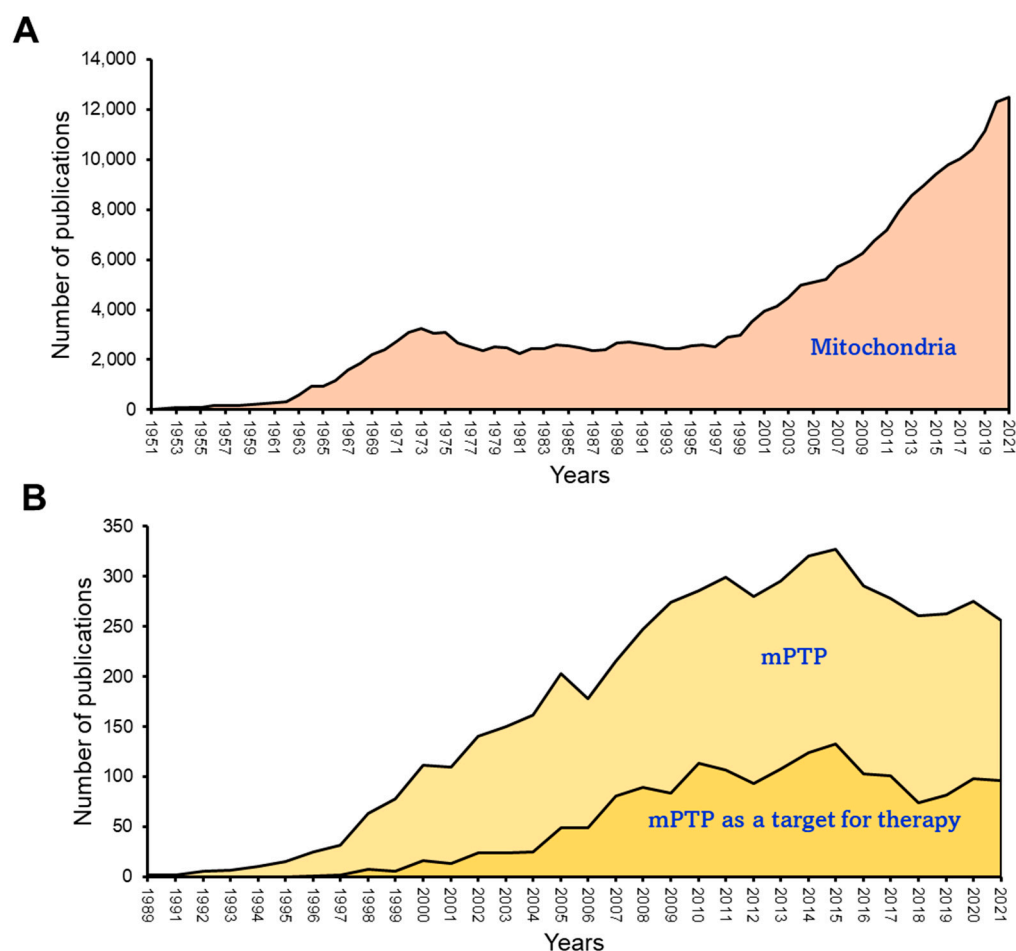 A
14,000
12,000
10,000
8,000
6,000
4,000
2,000
0
Number of publications
Mitochondria
1951 1953 1955 1957 1959 1961 1963 1965 1967 1969 1971 1973 1975 1977 1979 1981 1983 1985 1987 1989 1991 1993 1995 1997 1999 2001 2003 2005 2007 2009 2011 2013 2015 2017 2019 2021
Years
B
350
300
250
200
150
100
50
0
Number of publications
mPTP
mPTP as a target for therapy
1989 1991 1992 1993 1994 1995 1996 1997 1998 1999 2000 2001 2002 2003 2004 2005 2006 2007 2008 2009 2010 2011 2012 2013 2014 2015 2016 2017 2018 2019 2020 2021
Years